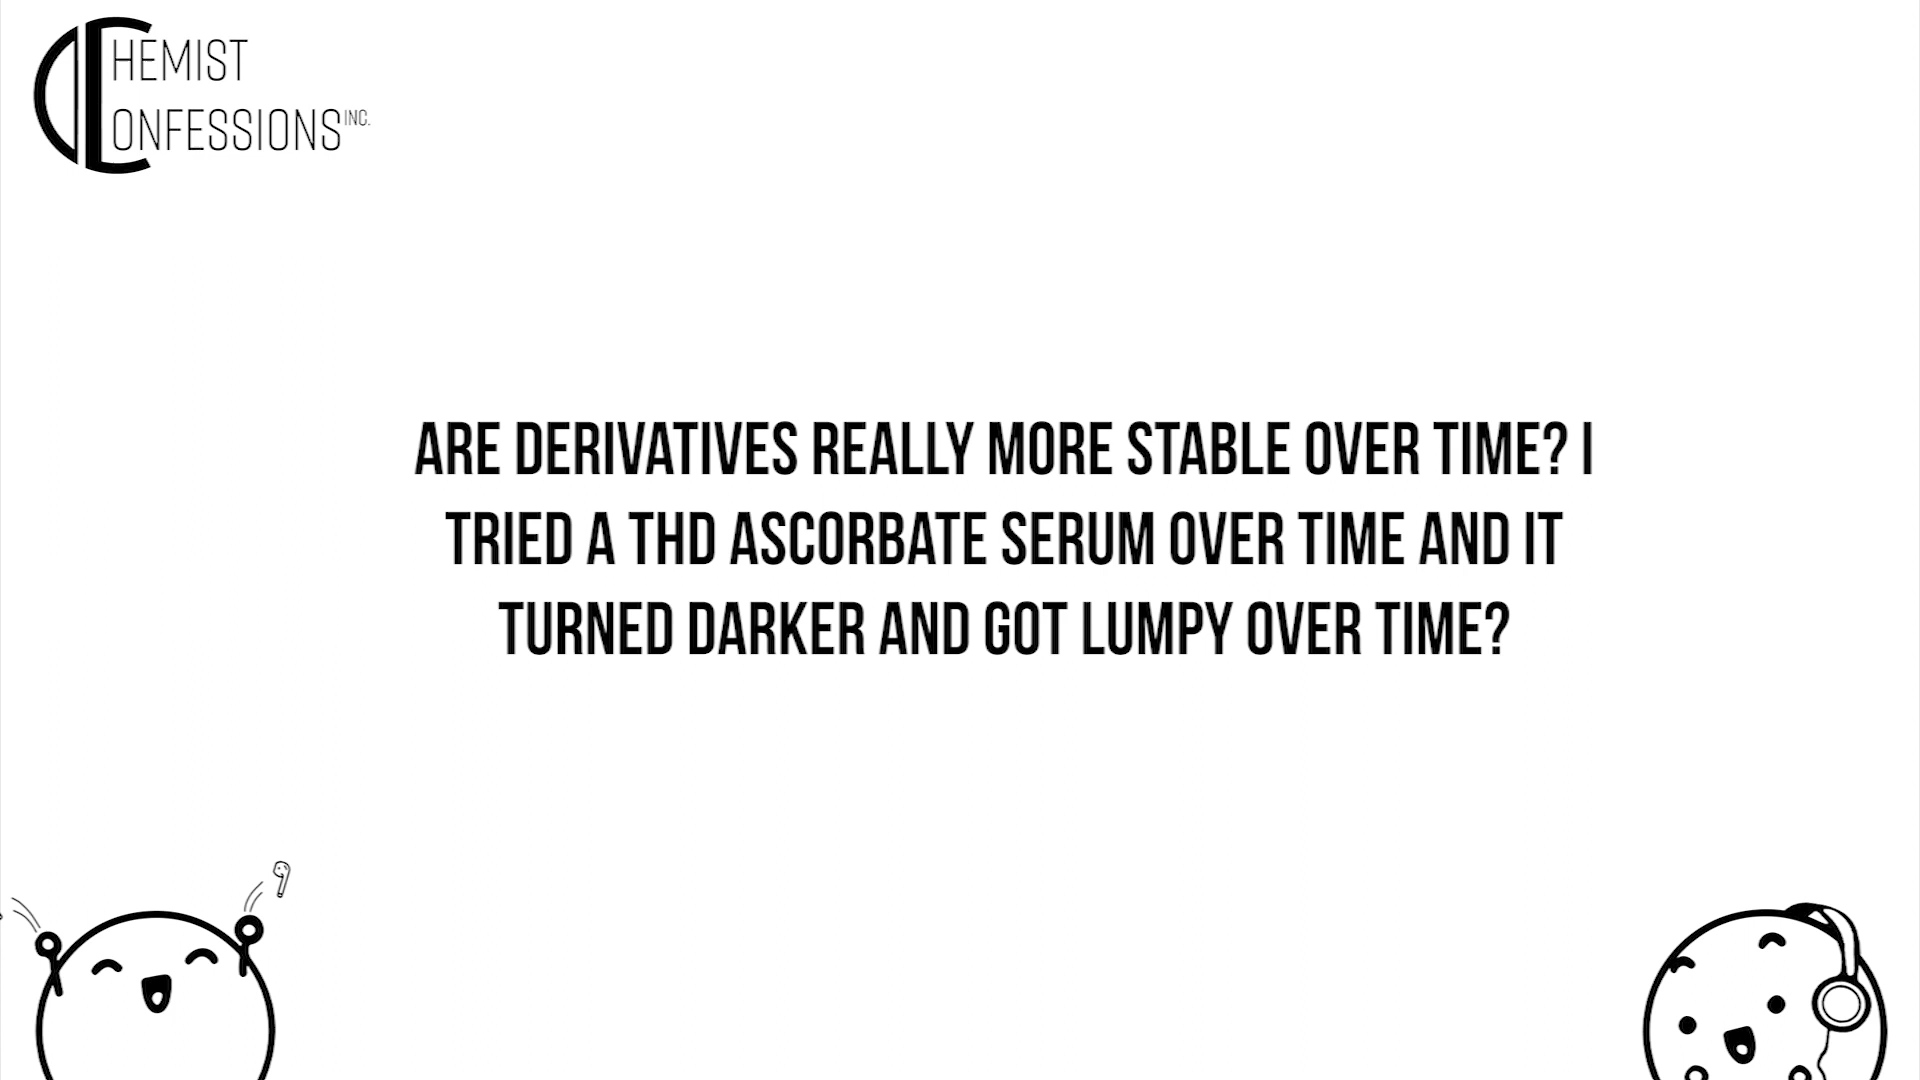 CHEMIST
CONFESSIONS INC.
ARE DERIVATIVES REALLY MORE STABLE OVER TIME? I
TRIED A THD ASCORBATE SERUM OVER TIME AND IT
TURNED DARKER AND GOT LUMPY OVER TIME?